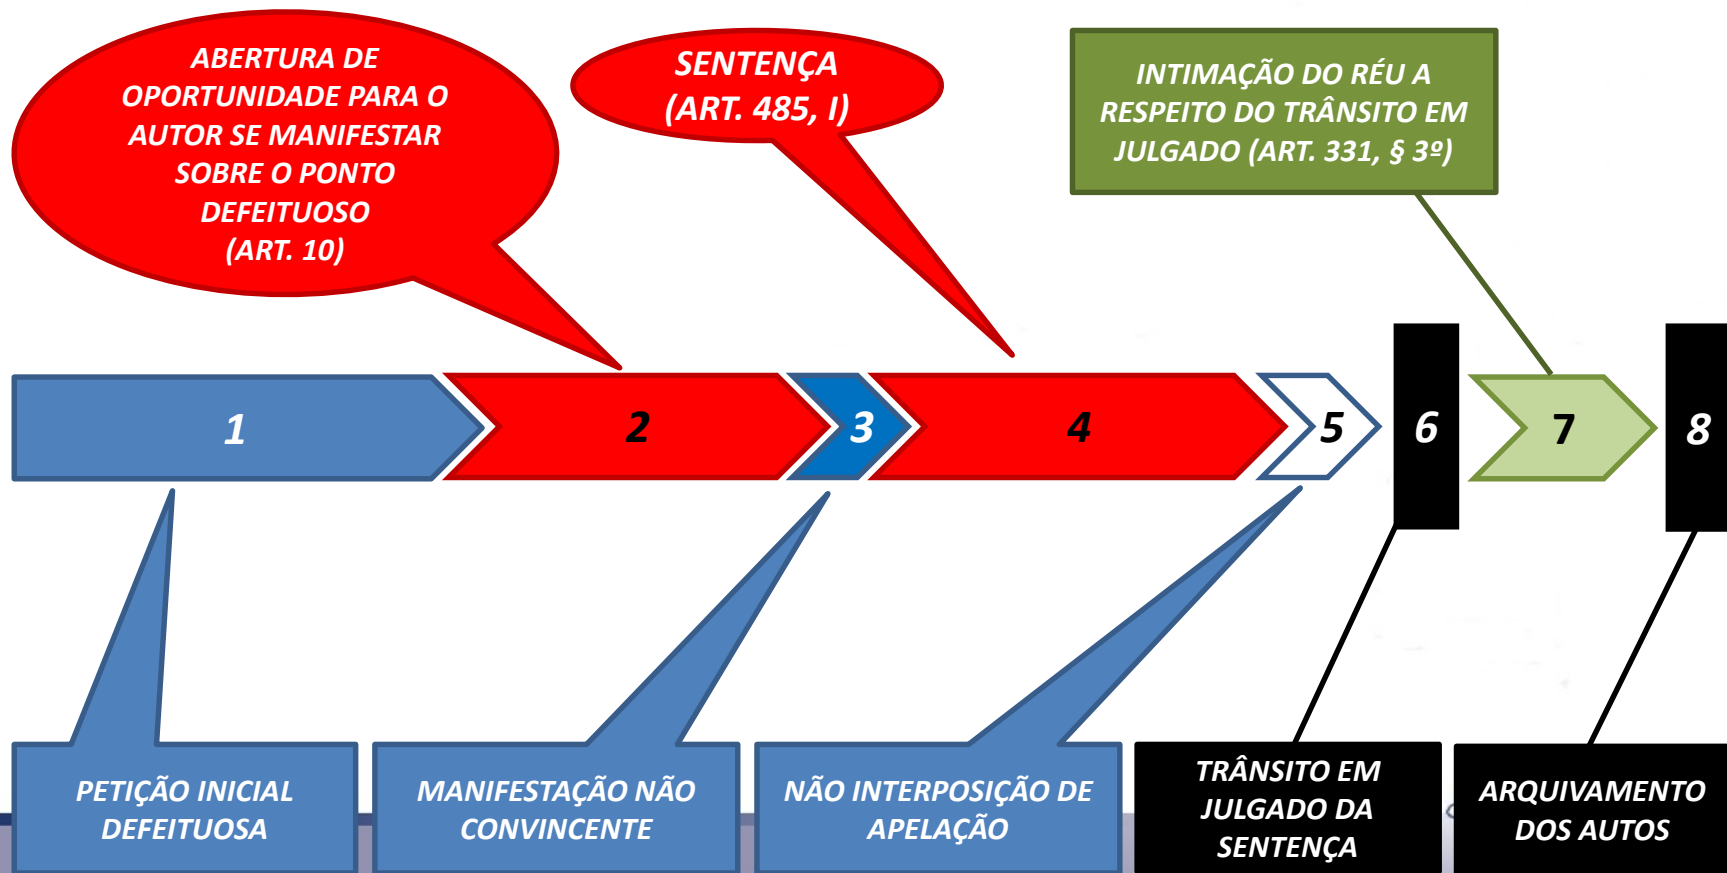 ABERTURA DE
OPORTUNIDADE PARA O
AUTOR SE MANIFESTAR
SOBRE O PONTO
DEFEITUOSO
(ART. 10)
SENTENÇA
(ART. 485, I)
INTIMAÇÃO DO RÉU A
RESPEITO DO TRÂNSITO EM
JULGADO (ART. 331, § 3º)
1
2
3
4
5
6
7
8
PETIÇÃO INICIAL
DEFEITUOSA
MANIFESTAÇÃO NÃO
CONVINCENTE
NÃO INTERPOSIÇÃO DE
APELAÇÃO
TRÂNSITO EM
JULGADO DA
SENTENÇA
ARQUIVAMENTO
DOS AUTOS